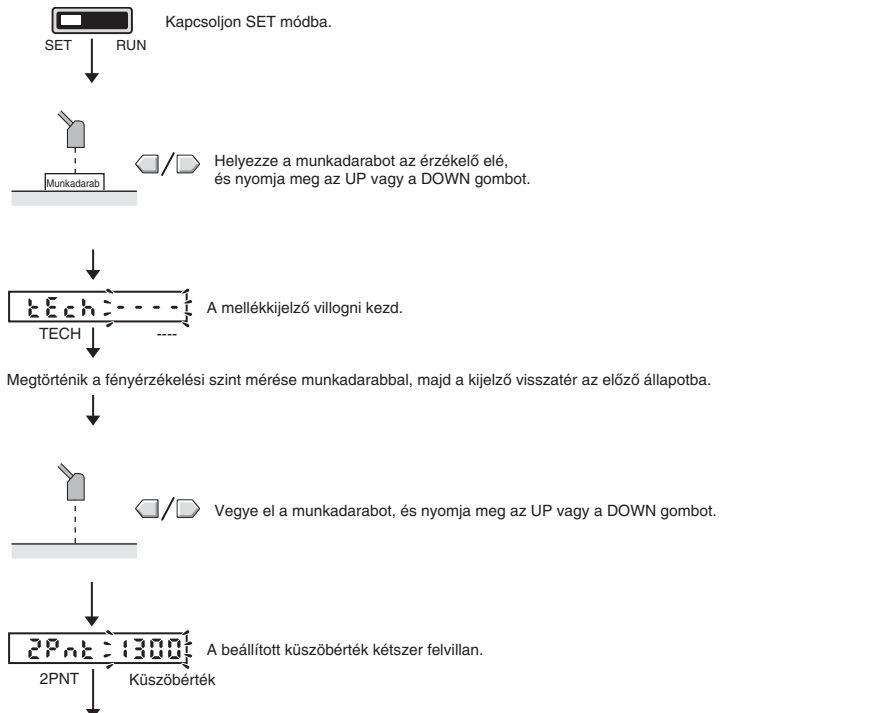 Kapcsoljon SET módba.
SET RUN
Munkadarab
Helyezze a munkadarabot az érzékelő elé,
és nyomja meg az UP vagy a DOWN gombot.
tEch - - - -
A mellékkijelző villogni kezd.
TECH ----
Megtörténik a fényérzékelési szint mérése munkadarabbal, majd a kijelző visszatér az előző állapotba.
Vegye el a munkadarabot, és nyomja meg az UP vagy a DOWN gombot.
2Pnt 1300
A beállított küszöbérték kétszer felvillan.
2PNT Küszöbérték